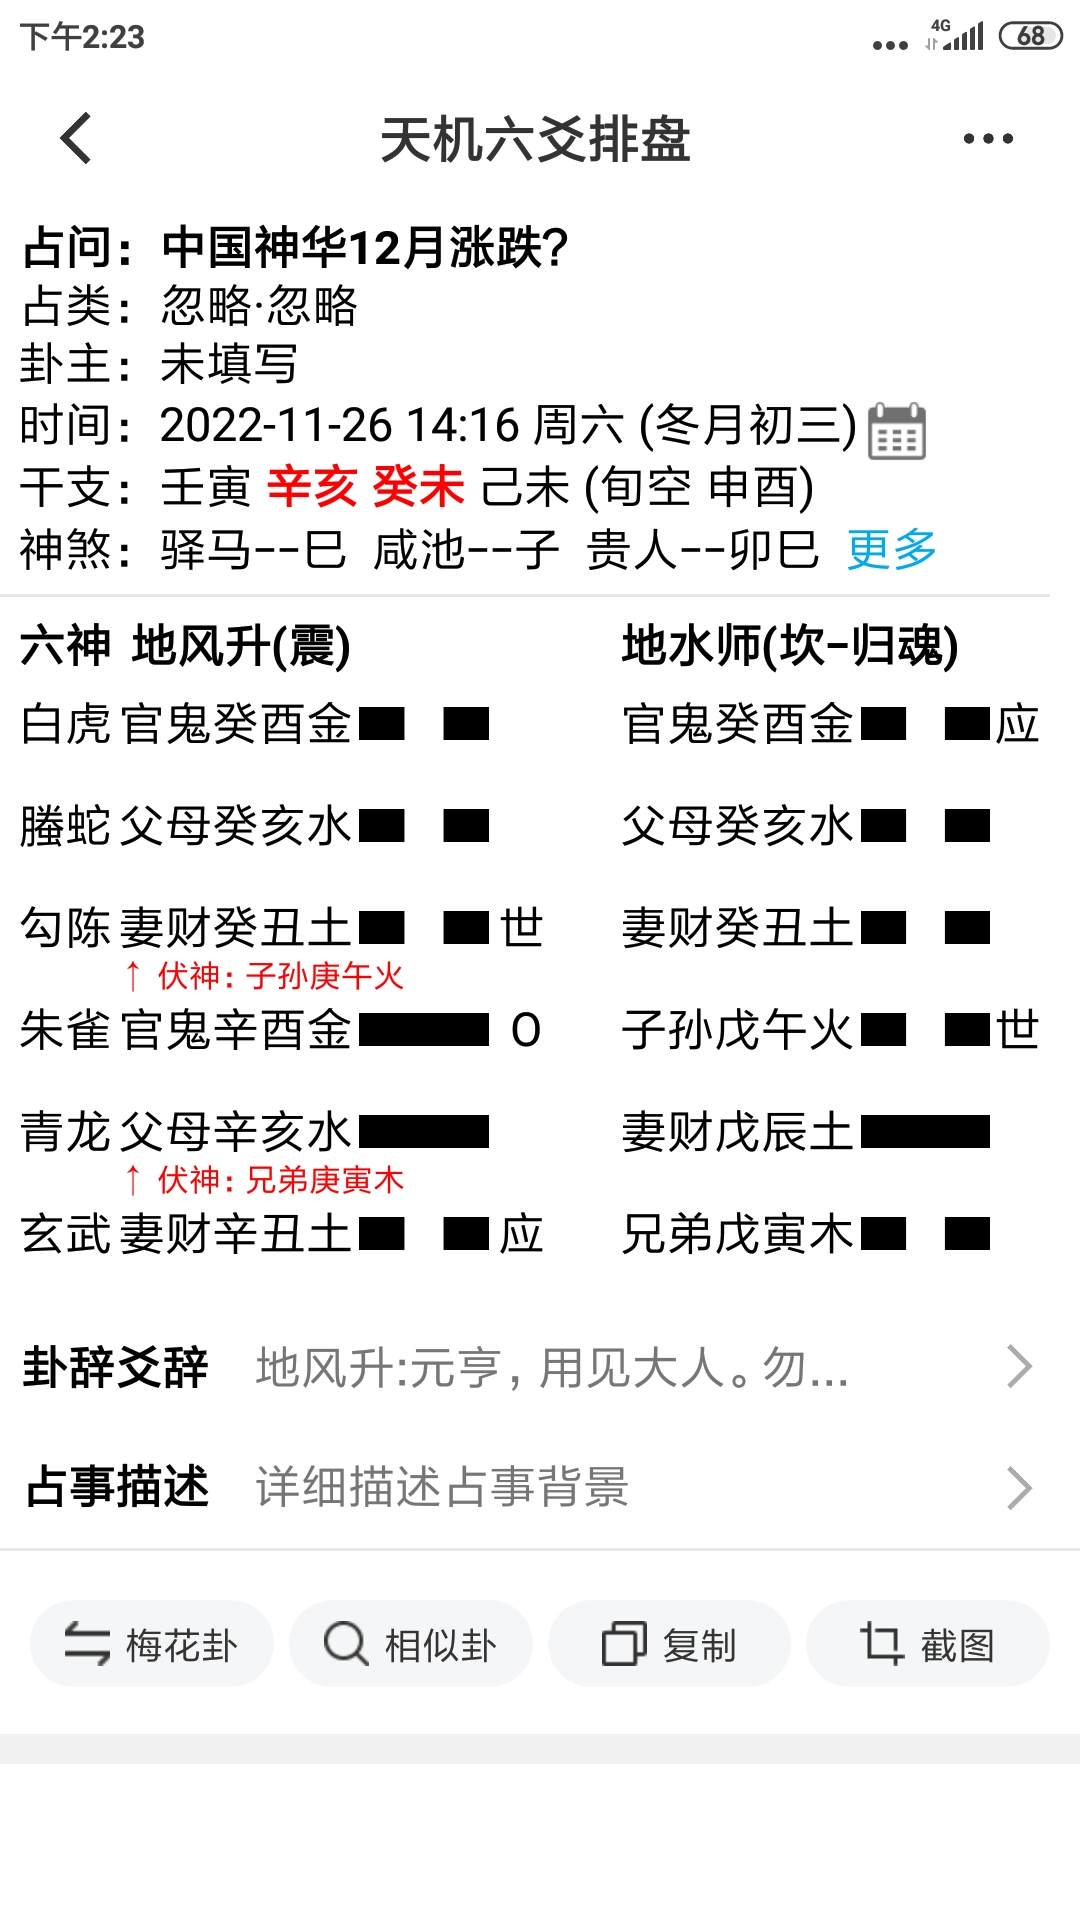 下午2:23
4G
68
天机六爻排盘
占问：中国神华12月涨跌？
占类：忽略·忽略
卦主：未填写
时间：2022-11-26 14:16 周六 (冬月初三)
干支：壬寅 辛亥 癸未 己未 (旬空 申酉)
神煞：驿马--巳 咸池--子 贵人--卯巳 更多
六神 地风升(震) 地水师(坎-归魂)
白虎 官鬼癸酉金 官鬼癸酉金 应
螣蛇 父母癸亥水 父母癸亥水
勾陈 妻财癸丑土 世 妻财癸丑土
↑ 伏神：子孙庚午火
朱雀 官鬼辛酉金 O 子孙戊午火 世
青龙 父母辛亥水 妻财戊辰土
↑ 伏神：兄弟庚寅木
玄武 妻财辛丑土 应 兄弟戊寅木
卦辞爻辞 地风升:元亨，用见大人。勿...
占事描述 详细描述占事背景
梅花卦 相似卦 复制 截图